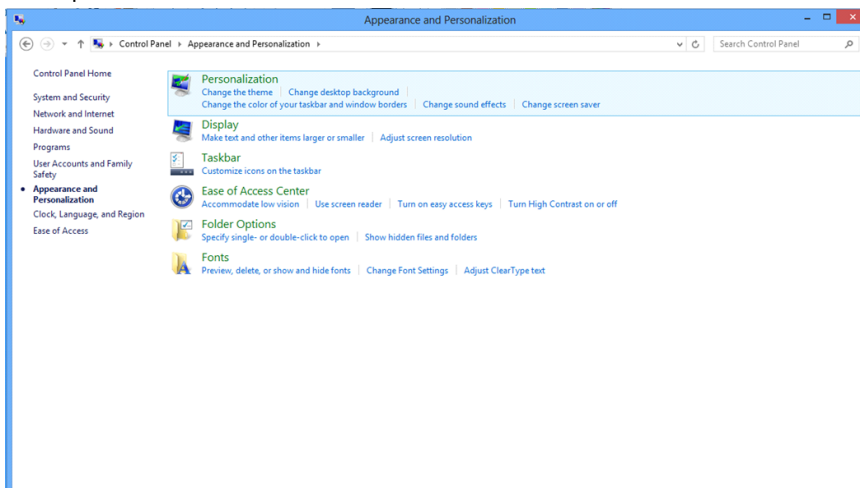 Appearance and Personalization
Control Panel Appearance and Personalization
Search Control Panel
Control Panel Home
System and Security
Network and Internet
Hardware and Sound
Programs
User Accounts and Family
Safety
Appearance and
Personalization
Clock, Language, and Region
Ease of Access
Personalization
Change the theme Change desktop background
Change the color of your taskbar and window borders Change sound effects Change screen saver
Display
Make text and other items larger or smaller Adjust screen resolution
Taskbar
Customize icons on the taskbar
Ease of Access Center
Accommodate low vision Use screen reader Turn on easy access keys Turn High Contrast on or off
Folder Options
Specify single- or double-click to open Show hidden files and folders
Fonts
Preview, delete, or show and hide fonts Change Font Settings Adjust ClearType text